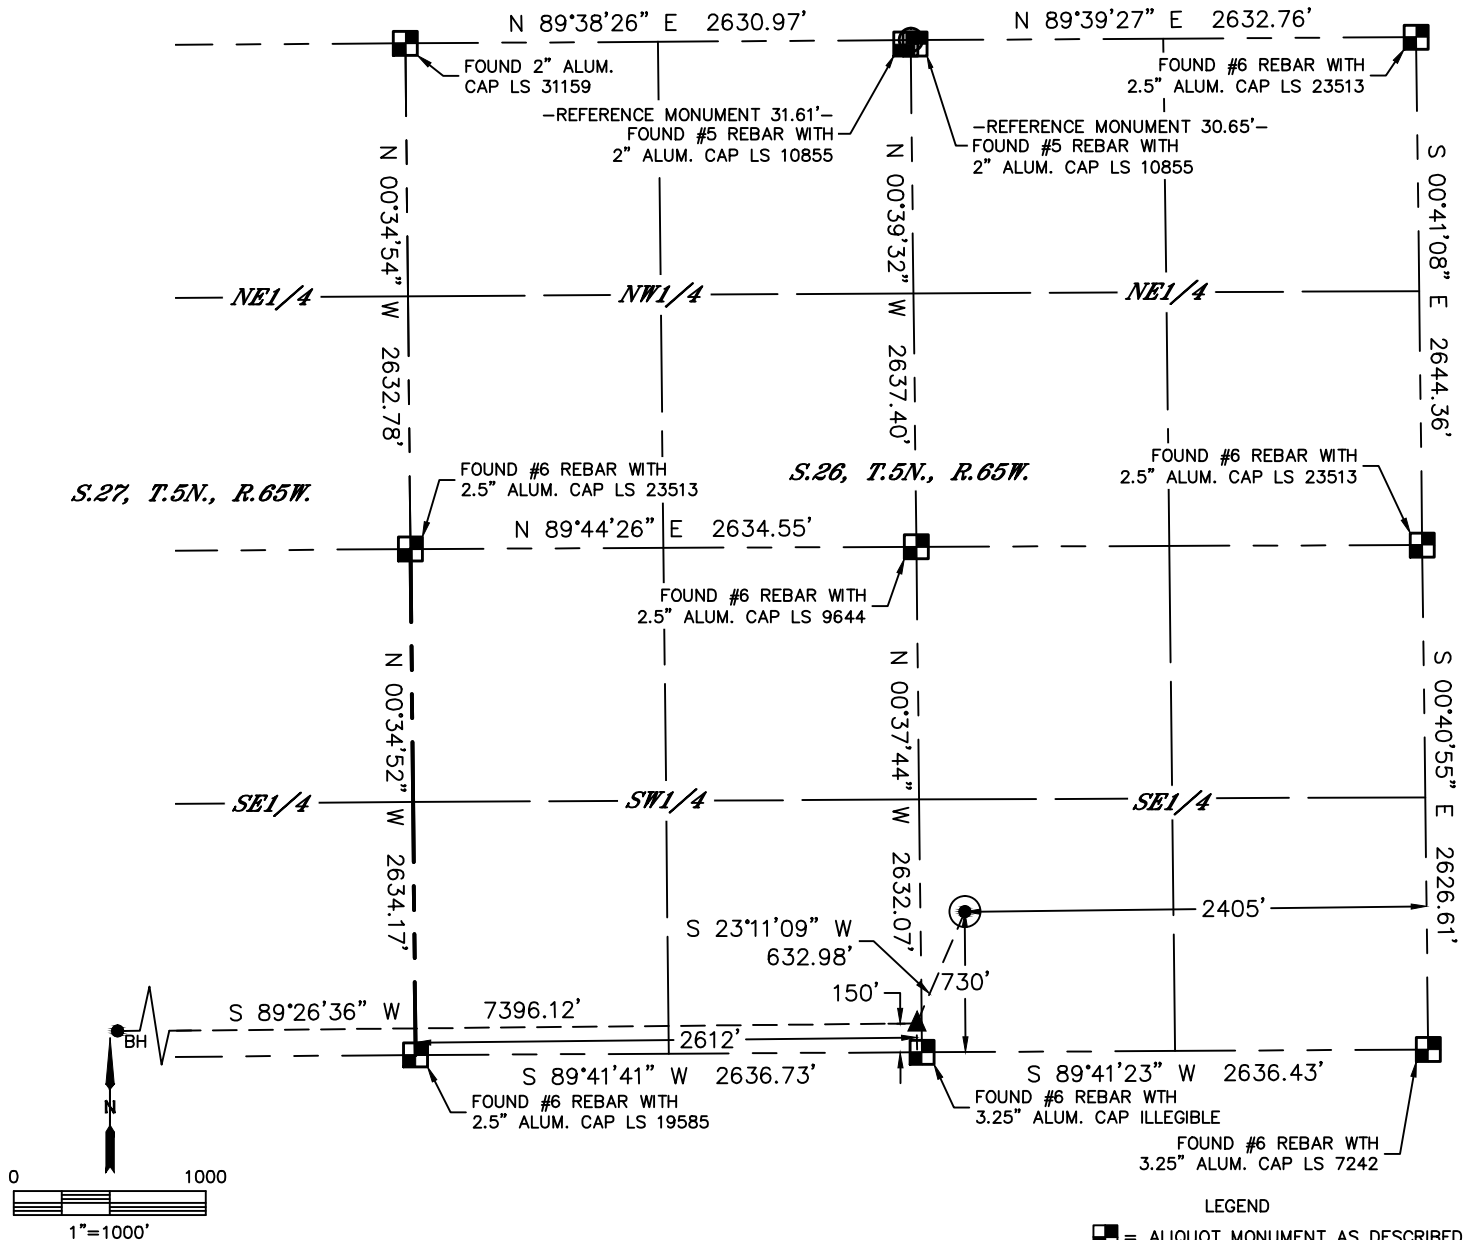 N 89°38'26" E 2630.97'
N 89°39'27" E 2632.76'
FOUND 2" ALUM.
CAP LS 31159
FOUND #6 REBAR WITH
2.5" ALUM. CAP LS 23513
-REFERENCE MONUMENT 31.61'-
FOUND #5 REBAR WITH
2" ALUM. CAP LS 10855
-REFERENCE MONUMENT 30.65'-
FOUND #5 REBAR WITH
2" ALUM. CAP LS 10855
N 00°34'54" W 2632.78'
N 00°39'32" W 2637.40'
S 00°41'08" E 2644.36'
NE1/4
NW1/4
NE1/4
S.27, T.5N., R.65W.
FOUND #6 REBAR WITH
2.5" ALUM. CAP LS 23513
S.26, T.5N., R.65W.
FOUND #6 REBAR WITH
2.5" ALUM. CAP LS 23513
N 89°44'26" E 2634.55'
FOUND #6 REBAR WITH
2.5" ALUM. CAP LS 9644
N 00°34'52" W 2634.17'
N 00°37'44" W 2632.07'
S 00°40'55" E 2626.61'
SE1/4
SW1/4
SE1/4
2405'
S 23°11'09" W
632.98'
730'
150'
S 89°26'36" W 7396.12'
BH
2612'
S 89°41'41" W 2636.73'
S 89°41'23" W 2636.43'
FOUND #6 REBAR WITH
2.5" ALUM. CAP LS 19585
FOUND #6 REBAR WTH
3.25" ALUM. CAP ILLEGIBLE
FOUND #6 REBAR WTH
3.25" ALUM. CAP LS 7242
N
0 1000
1"=1000'
LEGEND
= ALIQUOT MONUMENT AS DESCRIBED